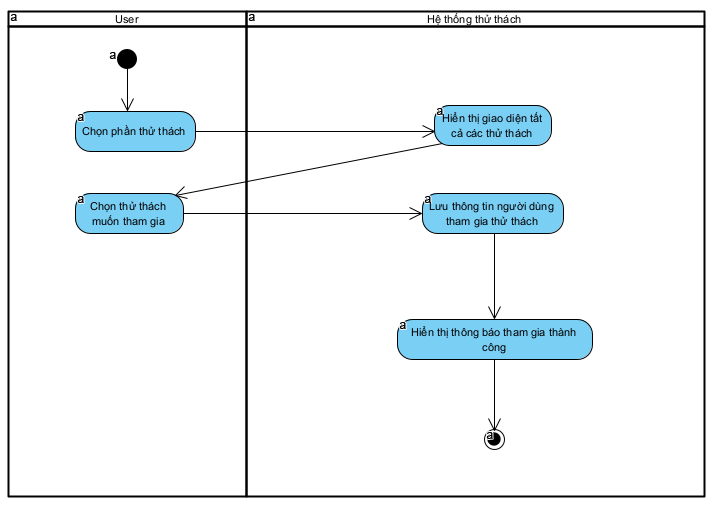 a User
a Hệ thống thử thách
a
a
Chọn phần thử thách
a
Hiển thị giao diện tất
cả các thử thách
a
Chọn thử thách
muốn tham gia
a
Lưu thông tin người dùng
tham gia thử thách
a
Hiển thị thông báo tham gia thành
công
a